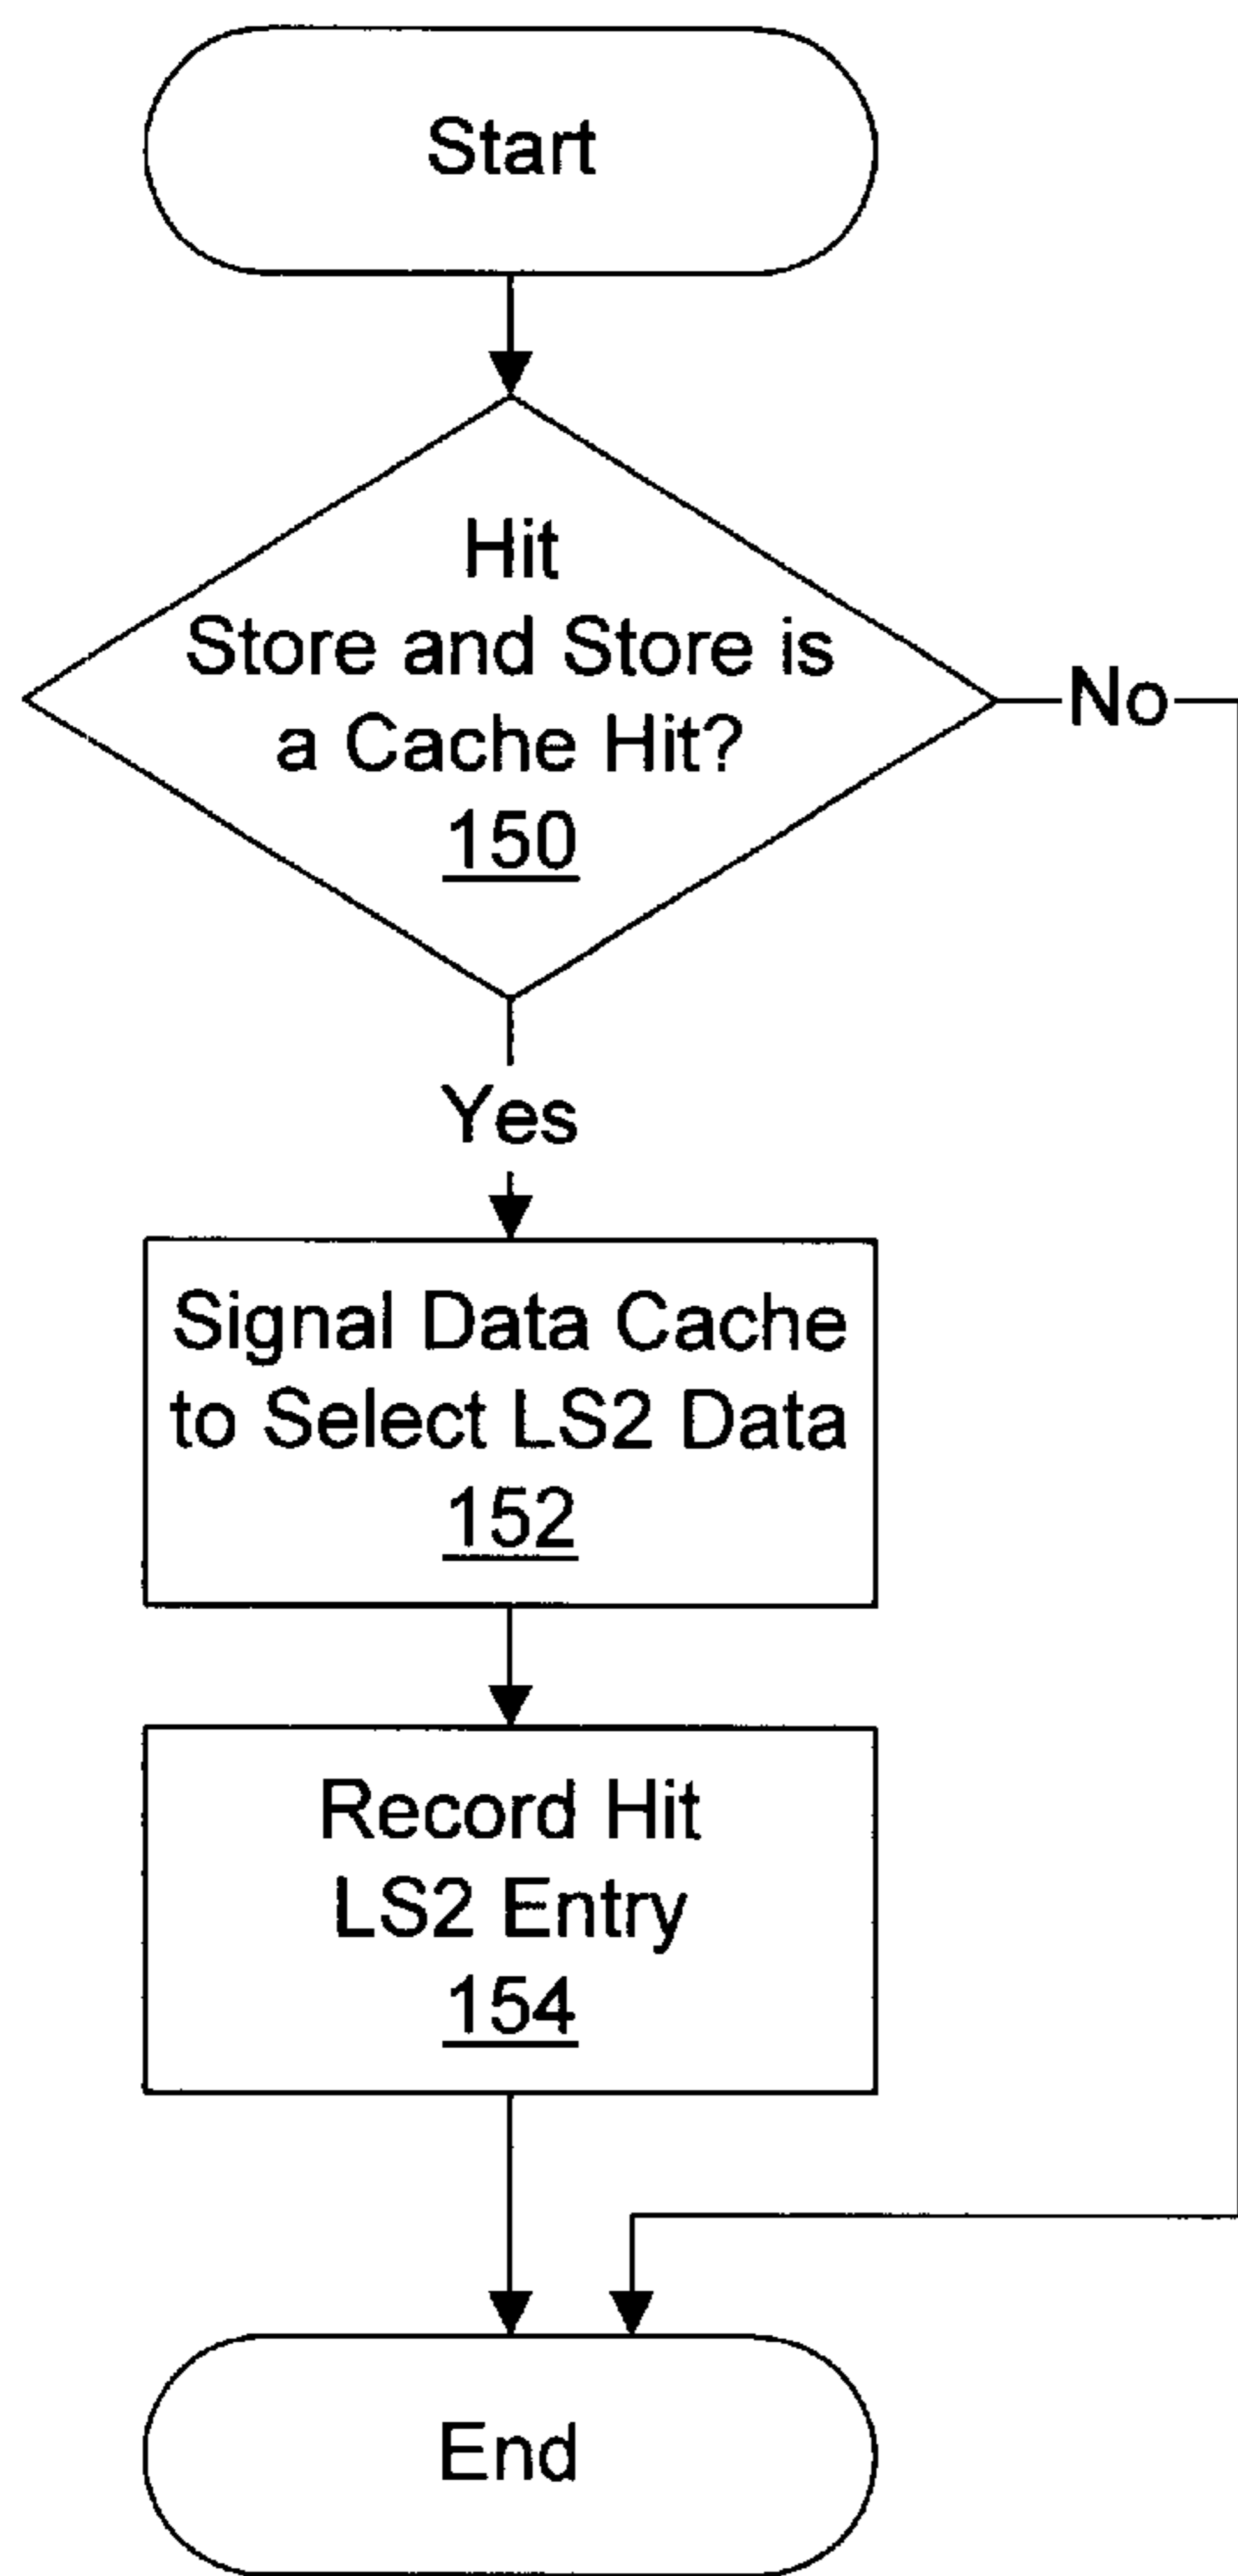 Start
Hit
Store and Store is
a Cache Hit?
150
No
Yes
Signal Data Cache
to Select LS2 Data
152
Record Hit
LS2 Entry
154
End